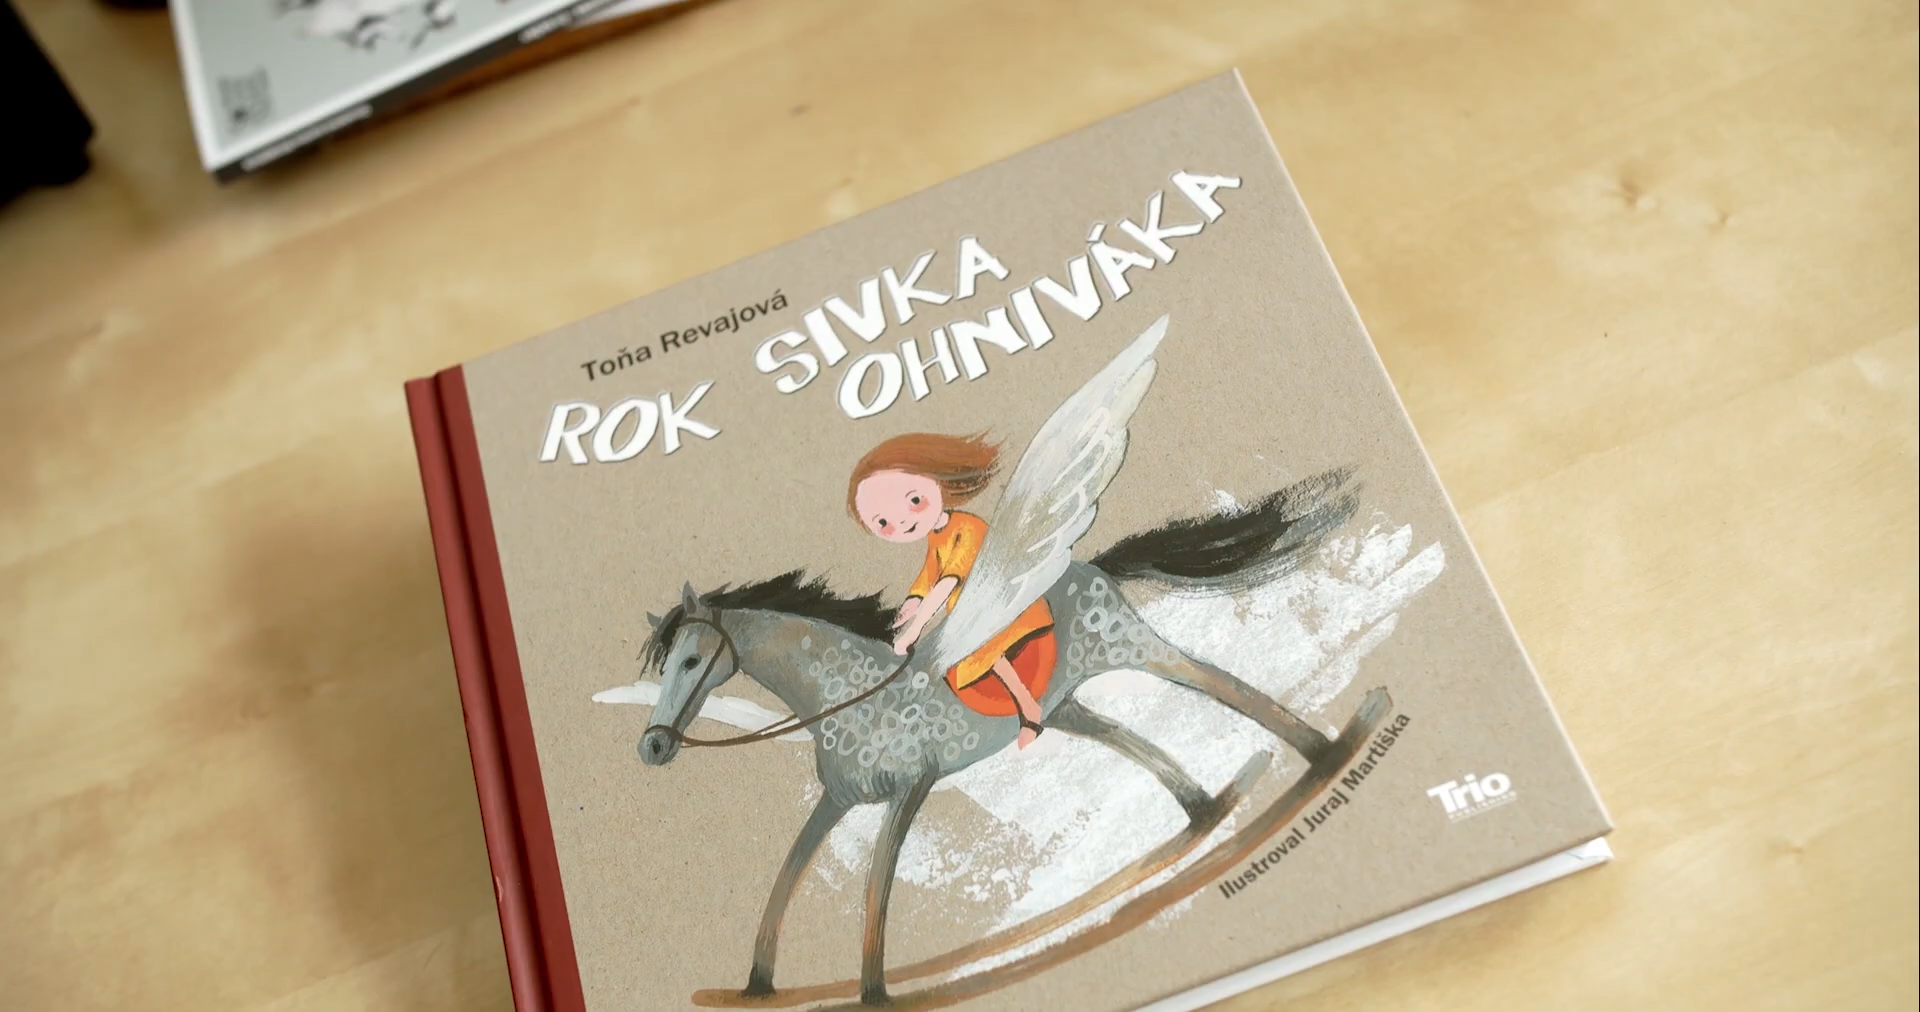 Toňa Revajová
ROK SIVKA
OHNIVÁKA
Ilustroval Juraj Martiška
Trio